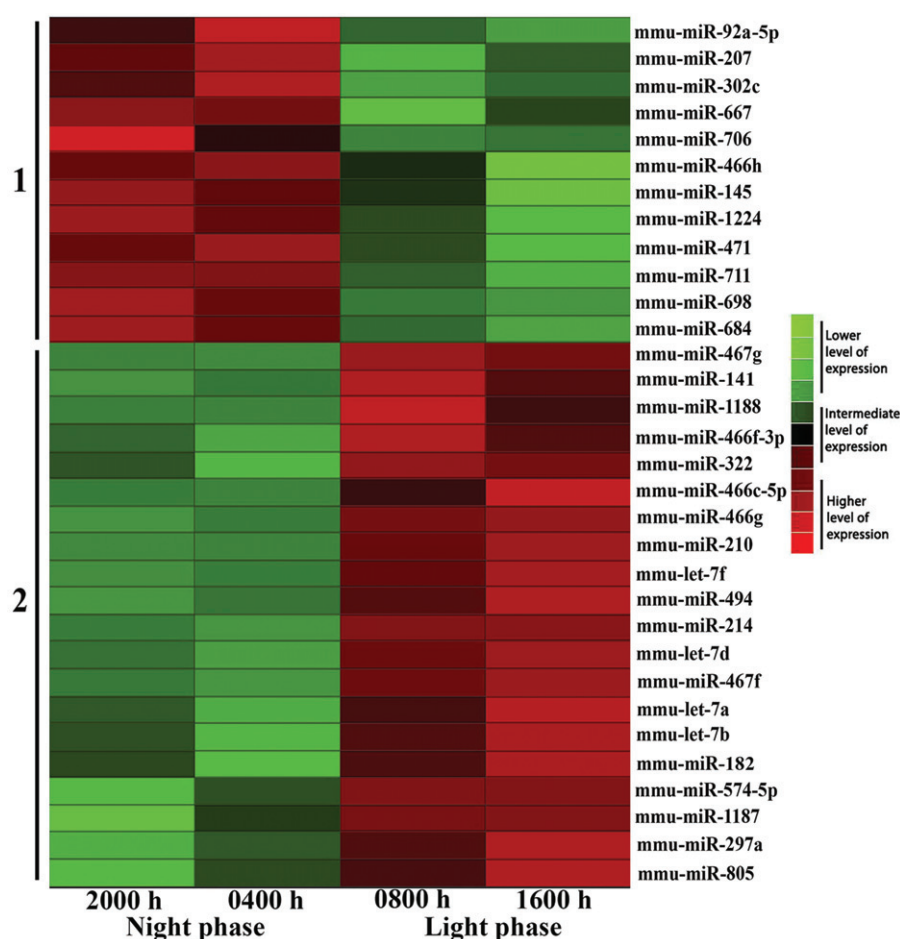 1
2
mmu-miR-92a-5p
mmu-miR-207
mmu-miR-302c
mmu-miR-667
mmu-miR-706
mmu-miR-466h
mmu-miR-145
mmu-miR-1224
mmu-miR-471
mmu-miR-711
mmu-miR-698
mmu-miR-684
mmu-miR-467g
mmu-miR-141
mmu-miR-1188
mmu-miR-466f-3p
mmu-miR-322
mmu-miR-466c-5p
mmu-miR-466g
mmu-miR-210
mmu-let-7f
mmu-miR-494
mmu-miR-214
mmu-let-7d
mmu-miR-467f
mmu-let-7a
mmu-let-7b
mmu-miR-182
mmu-miR-574-5p
mmu-miR-1187
mmu-miR-297a
mmu-miR-805
Lower
level of
expression
Intermediate
level of
expression
Higher
level of
expression
2000 h 0400 h 0800 h 1600 h
Night phase Light phase